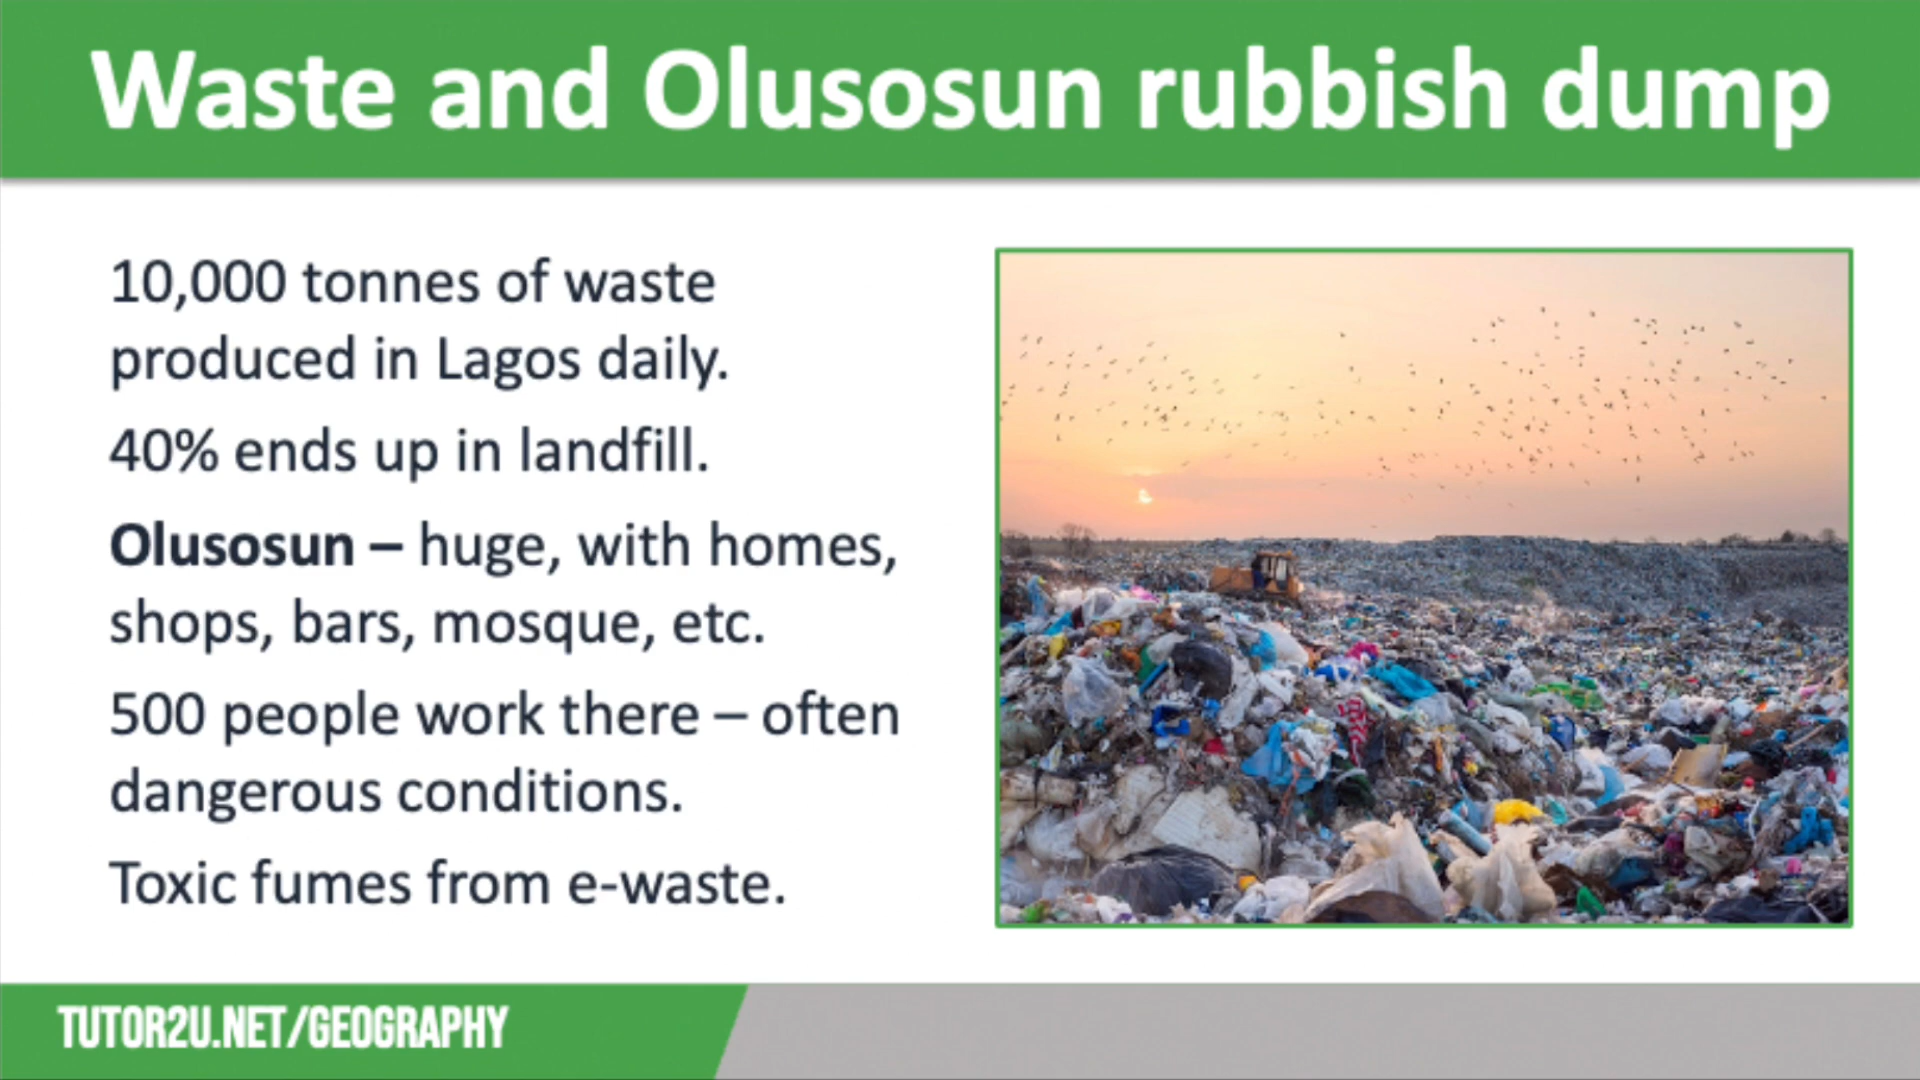 Waste and Olusosun rubbish dump
10,000 tonnes of waste
produced in Lagos daily.
40% ends up in landfill.
Olusosun – huge, with homes,
shops, bars, mosque, etc.
500 people work there – often
dangerous conditions.
Toxic fumes from e-waste.
TUTOR2U.NET/GEOGRAPHY